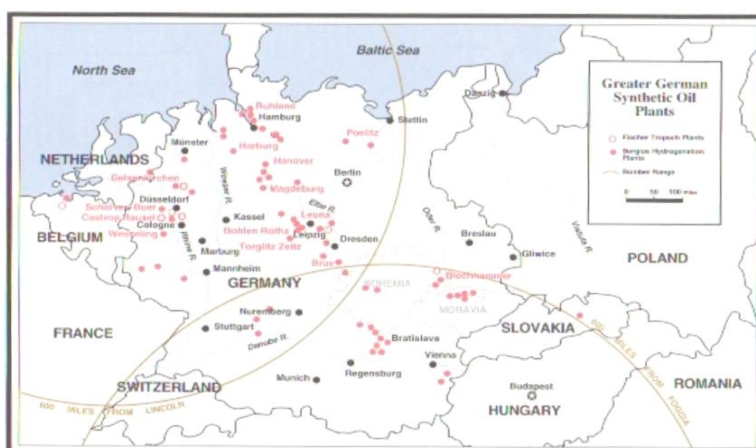 Baltic Sea
North Sea
Greater German
Synthetic Oil
Plants
Fischer Tropsch Plants
Bergius Hydrogenation
Plants
Bomber Range
0 50 100 miles
Danzig
Ruhland
Hamburg
Stettin
Poelitz
Münster
Harburg
NETHERLANDS
Hanover
Gelsenkirchen
Berlin
Weser R.
Magdeburg
Scholven Buer
Düsseldorf
Elbe R.
Castrop Rauxel
Kassel
Leuna
Oder R.
Vistula R.
Cologne
Bohlen Rotha
Leipzig
BELGIUM
Wesseling
Rhine R.
Marburg
Torglitz Zeitz
Dresden
Breslau
Gliwice
POLAND
Brüx
Mannheim
GERMANY
BOHEMIA
Blechhammer
MORAVIA
Nuremberg
SLOVAKIA
FRANCE
Stuttgart
Danube R.
Bratislava
600 MILES FROM FOGGIA
Vienna
Regensburg
SWITZERLAND
Munich
Budapest
ROMANIA
HUNGARY
600 MILES FROM LINCOLN